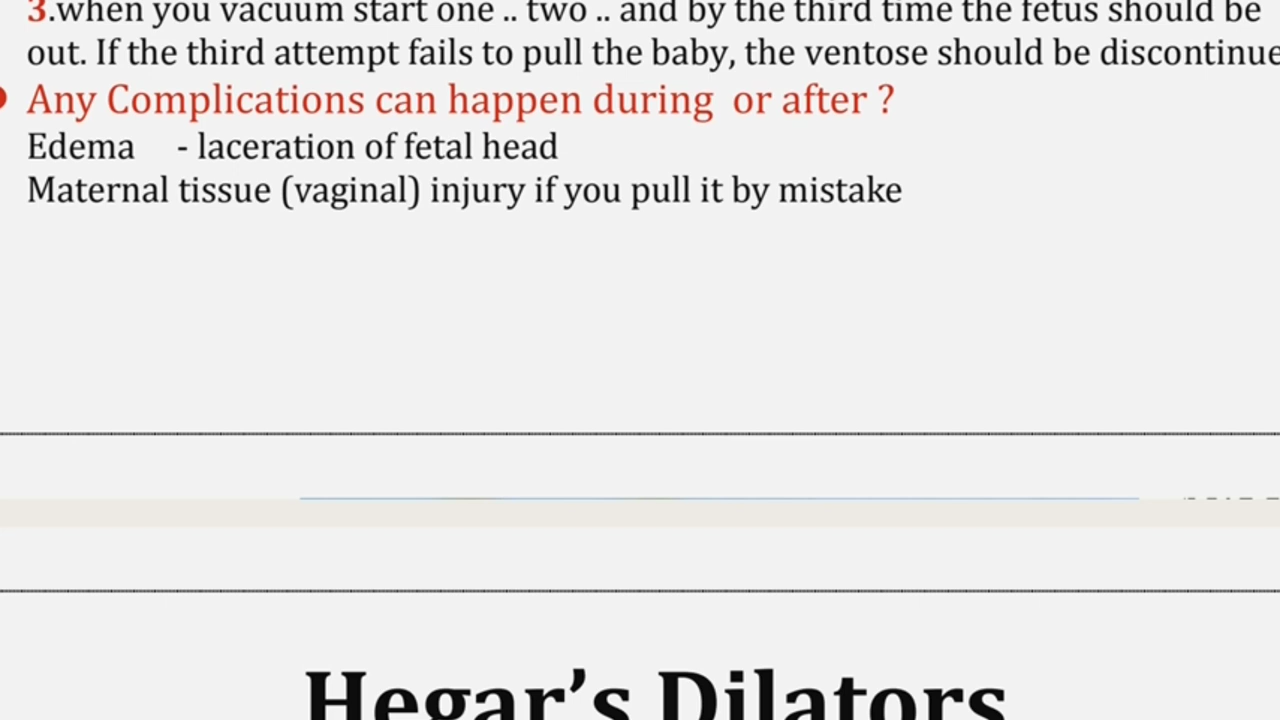 3.when you vacuum start one .. two .. and by the third time the fetus should be
out. If the third attempt fails to pull the baby, the ventose should be discontinue
Any Complications can happen during or after ?
Edema - laceration of fetal head
Maternal tissue (vaginal) injury if you pull it by mistake
Hegar’s Dilators